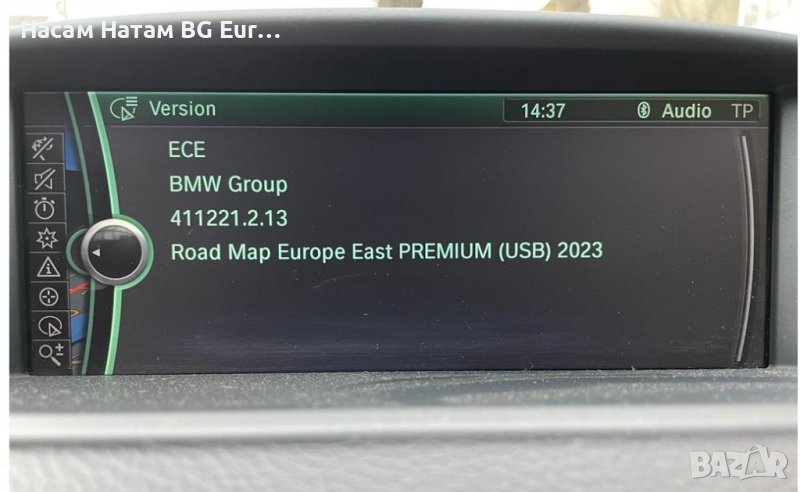 Насам Натам BG Eur...
Version 14:37 Audio TP
ECE
BMW Group
411221.2.13
Road Map Europe East PREMIUM (USB) 2023
BAZAR